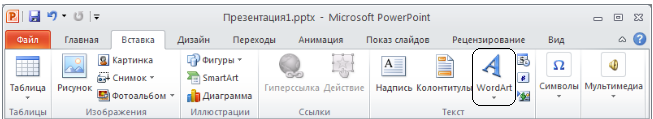 Презентация1.pptx - Microsoft PowerPoint
Файл Главная Вставка Дизайн Переходы Анимация Показ слайдов Рецензирование Вид
Таблица Рисунок Картинка Снимок Фотоальбом Фигуры SmartArt Диаграмма Гиперссылка Действие Надпись Колонтитулы WordArt Символы Мультимедиа
Таблицы Изображения Иллюстрации Ссылки Текст